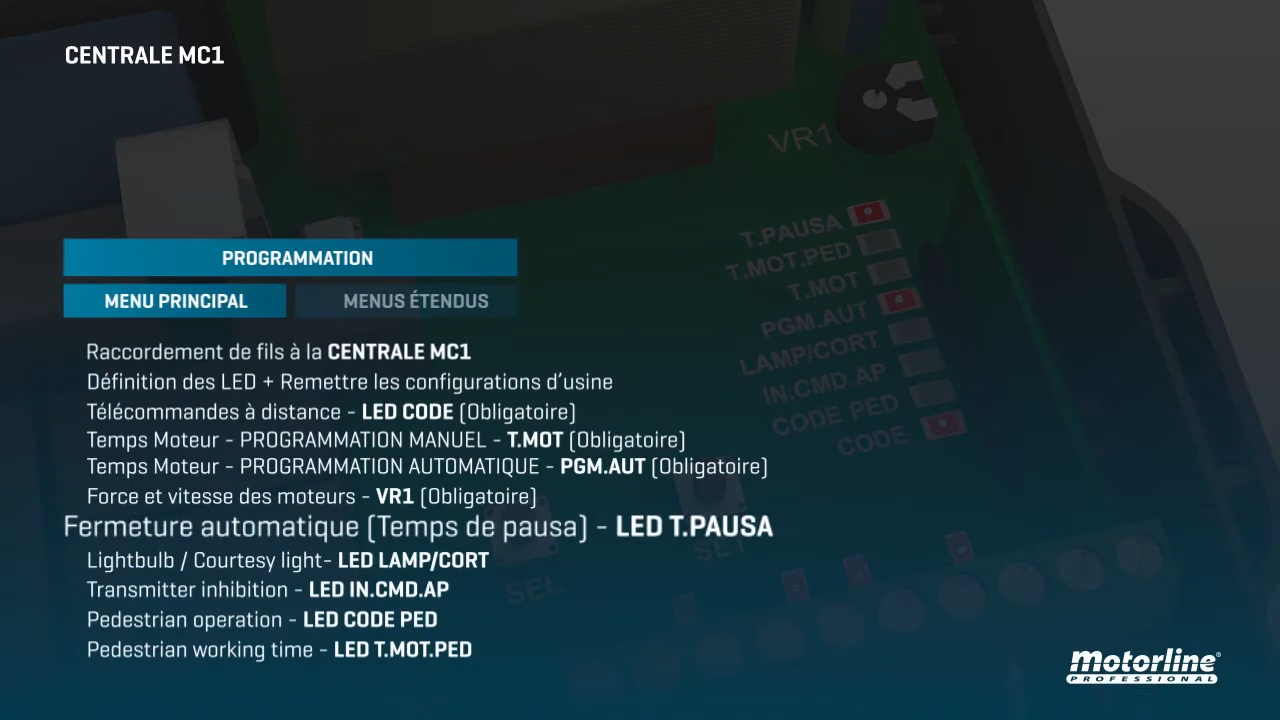 CENTRALE MC1
VR1
T.PAUSA
T.MOT.PED
T.MOT
PGM.AUT
LAMP/CORT
IN.CMD.AP
CODE PED
CODE
PROGRAMMATION
MENU PRINCIPAL
MENUS ÉTENDUS
Raccordement de fils à la CENTRALE MC1
Définition des LED + Remettre les configurations d'usine
Télécommandes à distance - LED CODE (Obligatoire)
Temps Moteur - PROGRAMMATION MANUEL - T.MOT (Obligatoire)
Temps Moteur - PROGRAMMATION AUTOMATIQUE - PGM.AUT (Obligatoire)
Force et vitesse des moteurs - VR1 (Obligatoire)
Fermeture automatique (Temps de pausa) - LED T.PAUSA
Lightbulb / Courtesy light- LED LAMP/CORT
Transmitter inhibition - LED IN.CMD.AP
Pedestrian operation - LED CODE PED
Pedestrian working time - LED T.MOT.PED
SEL
SET
Motorline®
PROFESSIONAL